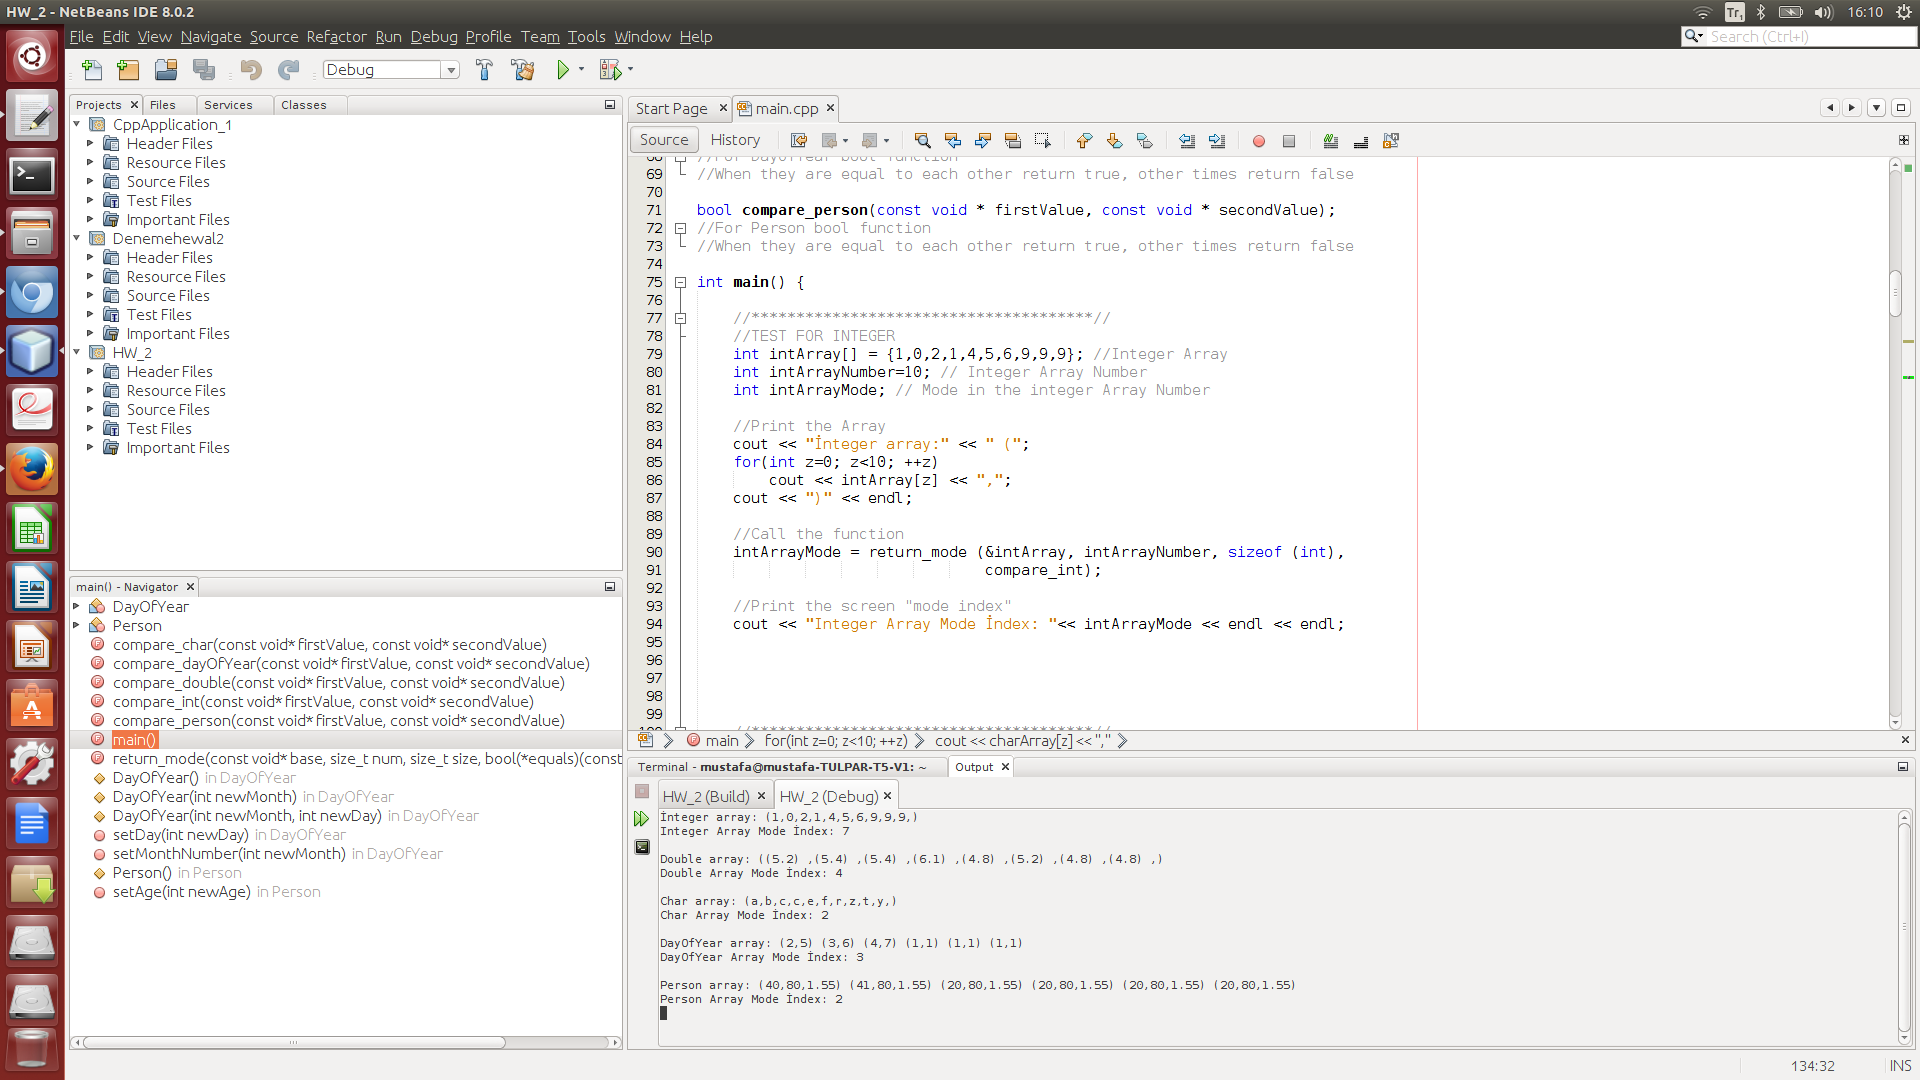 HW_2 - NetBeans IDE 8.0.2
Tr1
16:10
File Edit View Navigate Source Refactor Run Debug Profile Team Tools Window Help
Search (Ctrl+I)
Debug
Projects Files Services Classes
CppApplication_1
Header Files
Resource Files
Source Files
Test Files
Important Files
Denemehewal2
Header Files
Resource Files
Source Files
Test Files
Important Files
HW_2
Header Files
Resource Files
Source Files
Test Files
Important Files
main() - Navigator
DayOfYear
Person
compare_char(const void* firstValue, const void* secondValue)
compare_dayOfYear(const void* firstValue, const void* secondValue)
compare_double(const void* firstValue, const void* secondValue)
compare_int(const void* firstValue, const void* secondValue)
compare_person(const void* firstValue, const void* secondValue)
main()
return_mode(const void* base, size_t num, size_t size, bool(*equals)(const
DayOfYear() in DayOfYear
DayOfYear(int newMonth) in DayOfYear
DayOfYear(int newMonth, int newDay) in DayOfYear
setDay(int newDay) in DayOfYear
setMonthNumber(int newMonth) in DayOfYear
Person() in Person
setAge(int newAge) in Person
Start Page main.cpp
Source History
68 //For DayOfYear bool function
69 //When they are equal to each other return true, other times return false
70
71 bool compare_person(const void * firstValue, const void * secondValue);
72 //For Person bool function
73 //When they are equal to each other return true, other times return false
74
75 int main() {
76
77 //**************************************//
78 //TEST FOR INTEGER
79 int intArray[] = {1,0,2,1,4,5,6,9,9,9}; //Integer Array
80 int intArrayNumber=10; // Integer Array Number
81 int intArrayMode; // Mode in the integer Array Number
82
83 //Print the Array
84 cout << "İnteger array:" << " (";
85 for(int z=0; z<10; ++z)
86 cout << intArray[z] << ",";
87 cout << ")" << endl;
88
89 //Call the function
90 intArrayMode = return_mode (&intArray, intArrayNumber, sizeof (int),
91 compare_int);
92
93 //Print the screen "mode index"
94 cout << "Integer Array Mode İndex: "<< intArrayMode << endl << endl;
95
96
97
98
99
100 //**************************************//
main for(int z=0; z<10; ++z) cout << charArray[z] << ","
Terminal - mustafa@mustafa-TULPAR-T5-V1: ~ Output
HW_2 (Build) HW_2 (Debug)
İnteger array: (1,0,2,1,4,5,6,9,9,9,)
Integer Array Mode İndex: 7
Double array: ((5.2) ,(5.4) ,(5.4) ,(6.1) ,(4.8) ,(5.2) ,(4.8) ,(4.8) ,)
Double Array Mode İndex: 4
Char array: (a,b,c,c,e,f,r,z,t,y,)
Char Array Mode İndex: 2
DayOfYear array: (2,5) (3,6) (4,7) (1,1) (1,1) (1,1)
DayOfYear Array Mode İndex: 3
Person array: (40,80,1.55) (41,80,1.55) (20,80,1.55) (20,80,1.55) (20,80,1.55) (20,80,1.55)
Person Array Mode İndex: 2
134:32 INS